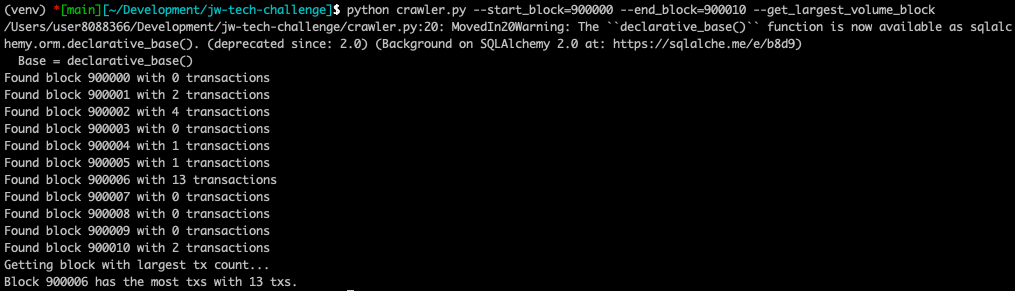 (venv) *[main][~/Development/jw-tech-challenge]$ python crawler.py --start_block=900000 --end_block=900010 --get_largest_volume_block
/Users/user8088366/Development/jw-tech-challenge/crawler.py:20: MovedIn20Warning: The ``declarative_base()`` function is now available as sqlalc
hemy.orm.declarative_base(). (deprecated since: 2.0) (Background on SQLAlchemy 2.0 at: https://sqlalche.me/e/b8d9)
  Base = declarative_base()
Found block 900000 with 0 transactions
Found block 900001 with 2 transactions
Found block 900002 with 4 transactions
Found block 900003 with 0 transactions
Found block 900004 with 1 transactions
Found block 900005 with 1 transactions
Found block 900006 with 13 transactions
Found block 900007 with 0 transactions
Found block 900008 with 0 transactions
Found block 900009 with 0 transactions
Found block 900010 with 2 transactions
Getting block with largest tx count...
Block 900006 has the most txs with 13 txs.